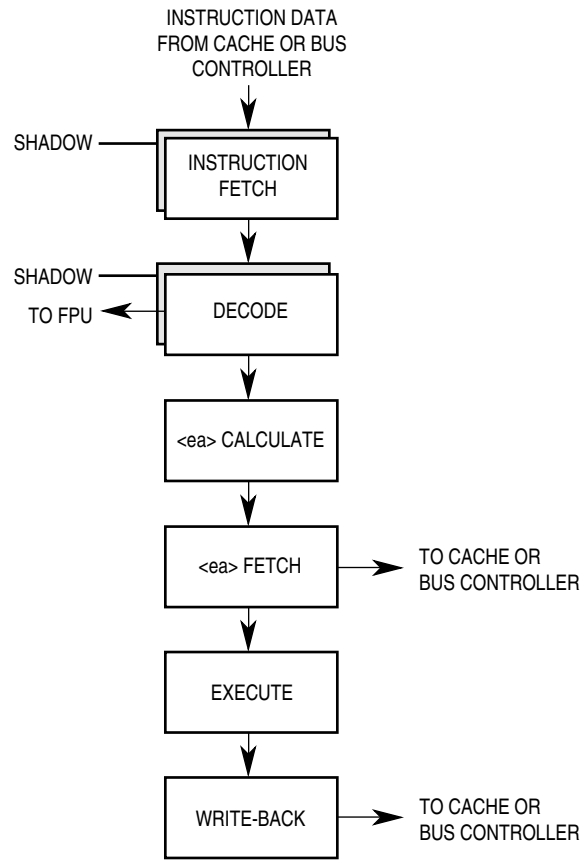 INSTRUCTION DATA
FROM CACHE OR BUS
CONTROLLER
SHADOW
INSTRUCTION
FETCH
SHADOW
TO FPU
DECODE
<ea> CALCULATE
<ea> FETCH
TO CACHE OR
BUS CONTROLLER
EXECUTE
WRITE-BACK
TO CACHE OR
BUS CONTROLLER